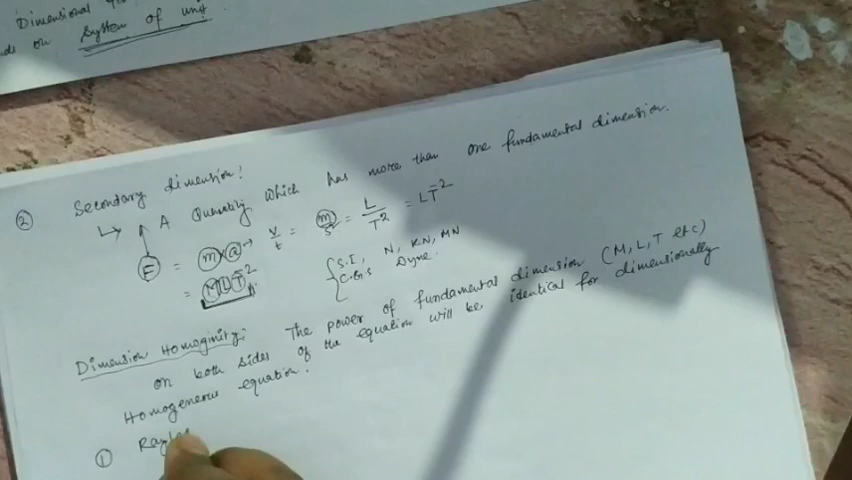 Dimensional
on System of unit
② Secondary dimension:
↳ A Quantity which has more than one fundamental dimension.
F = m × a → v/t = m/s² = L/T² = LT⁻²
= MLT⁻²
{ S.I, N, KN, MN
C.G.S Dyne.
Dimension Homoginity: The power of fundamental dimension (M, L, T etc)
on both sides of the equation will be identical for dimensionally
Homogeneous equation.
①